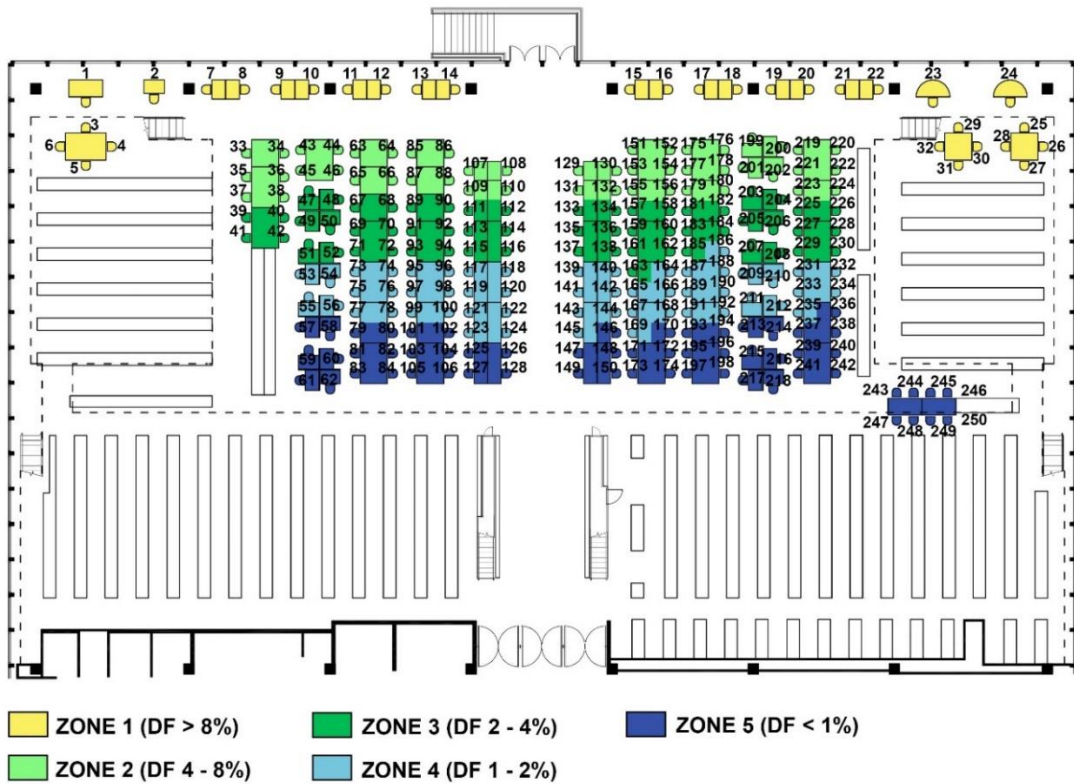 1 2 7 8 9 10 11 12 13 14 15 16 17 18 19 20 21 22 23 24
3 29 25
6 4 32 28 30 26
5 31 27
33 34 43 44 63 64 85 86 151 152 175 176 199 200 219 220
35 36 45 46 65 66 87 88 107 108 129 130 153 154 177 178 201 202 221 222
37 38 109 110 131 132 155 156 179 180 223 224
39 40 47 48 67 68 89 90 111 112 133 134 157 158 181 182 203 204 225 226
41 42 49 50 69 70 91 92 113 114 135 136 159 160 183 184 205 206 227 228
51 52 71 72 93 94 115 116 137 138 161 162 185 186 207 208 229 230
53 54 73 74 95 96 117 118 139 140 163 164 187 188 209 210 231 232
75 76 97 98 119 120 141 142 165 166 189 190 233 234
55 56 77 78 99 100 121 122 143 144 167 168 191 192 211 212 235 236
57 58 79 80 101 102 123 124 145 146 169 170 193 194 213 214 237 238
59 60 81 82 103 104 125 126 147 148 171 172 195 196 215 216 239 240
61 62 83 84 105 106 127 128 149 150 173 174 197 198 217 218 241 242
243 244 245 246
247 248 249 250
ZONE 1 (DF > 8%)
ZONE 3 (DF 2 - 4%)
ZONE 5 (DF < 1%)
ZONE 2 (DF 4 - 8%)
ZONE 4 (DF 1 - 2%)